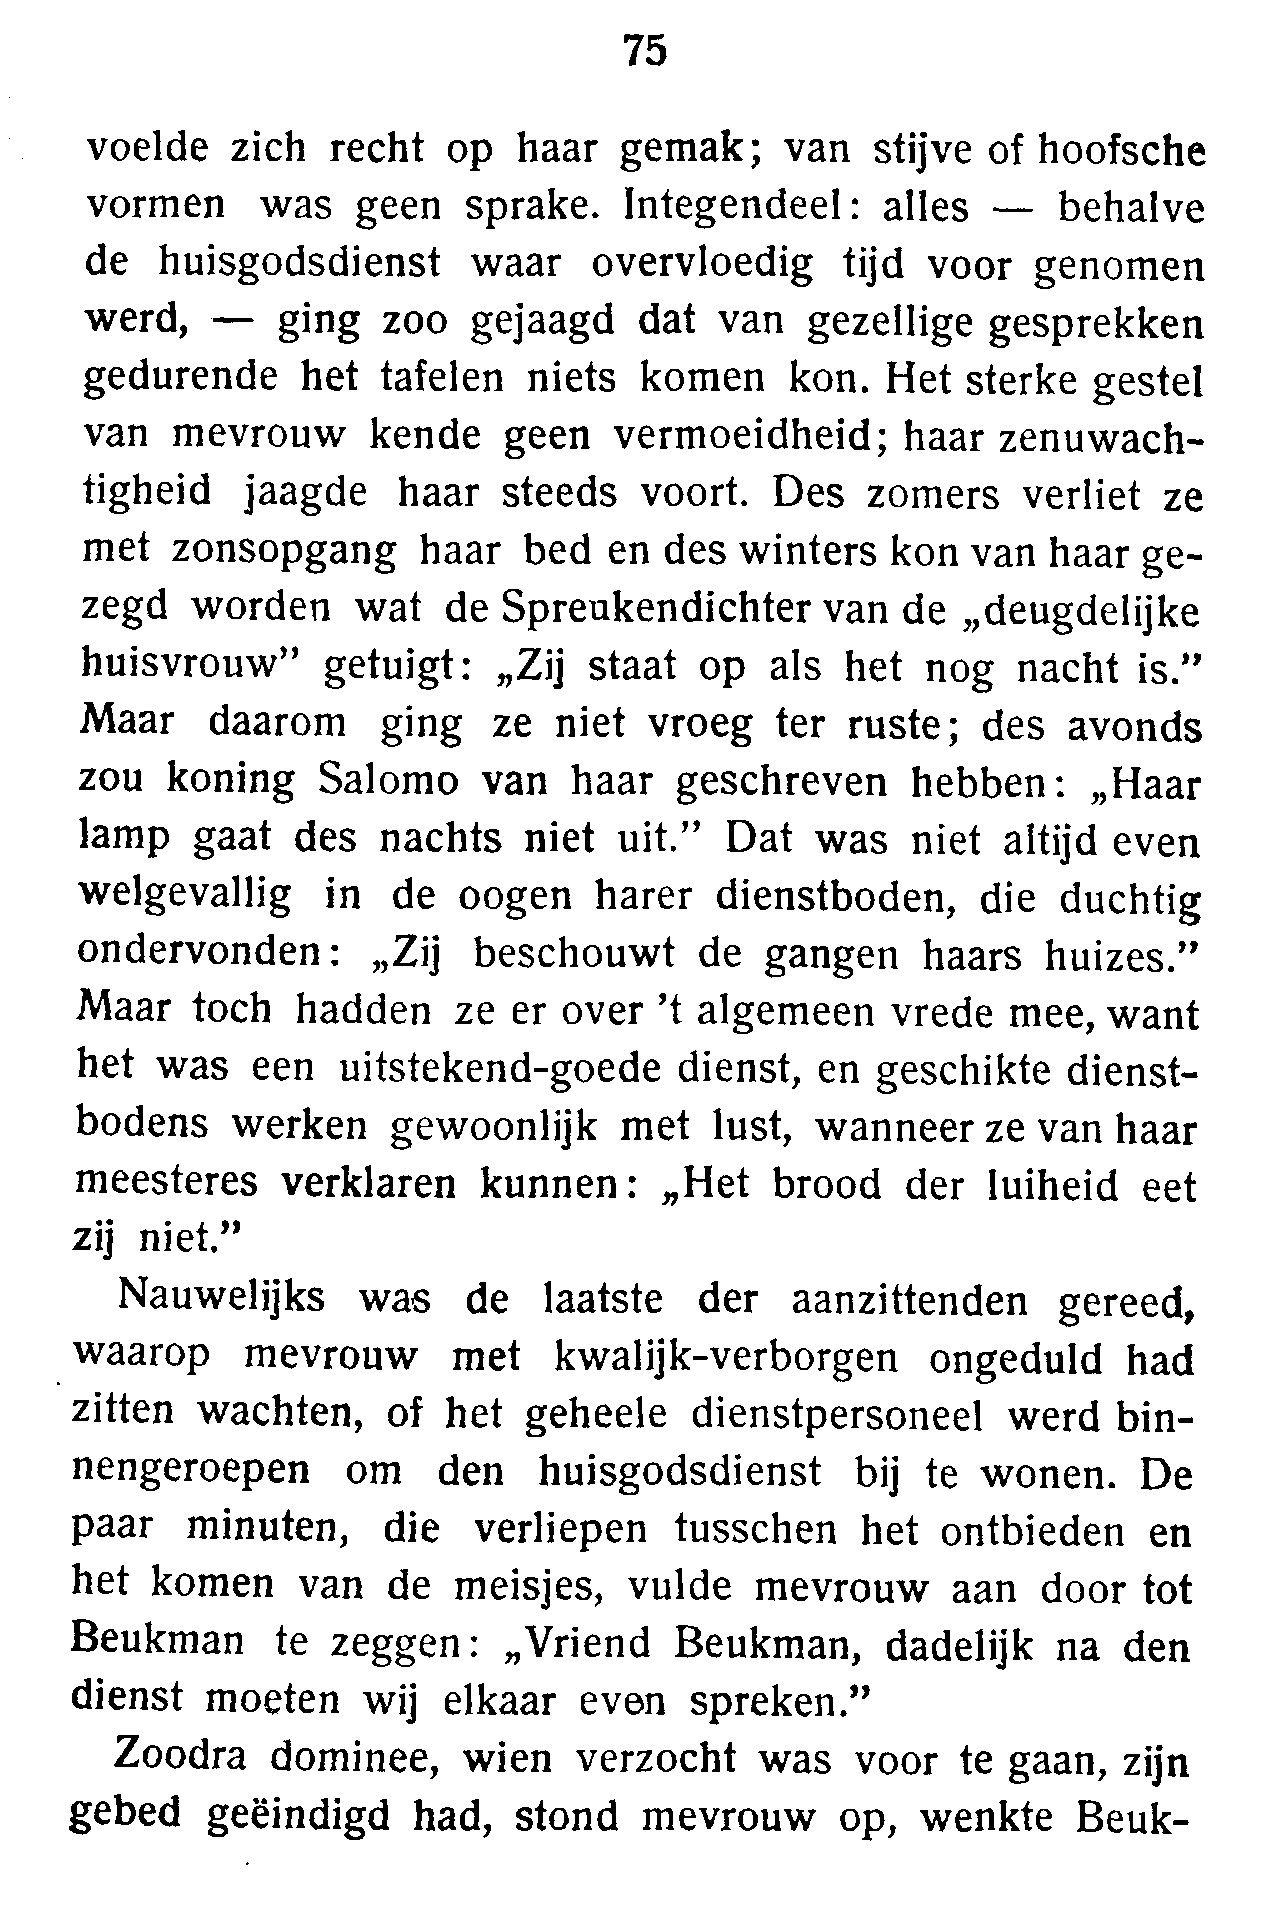 75
voelde zich recht op haar gemak; van stijve of hoofsche
vormen was geen sprake. Integendeel: alles — behalve
de huisgodsdienst waar overvloedig tijd voor genomen
werd, — ging zoo gejaagd dat van gezellige gesprekken
gedurende het tafelen niets komen kon. Het sterke gestel
van mevrouw kende geen vermoeidheid; haar zenuwach-
tigheid jaagde haar steeds voort. Des zomers verliet ze
met zonsopgang haar bed en des winters kon van haar ge-
zegd worden wat de Spreukendichter van de „deugdelijke
huisvrouw” getuigt: „Zij staat op als het nog nacht is.”
Maar daarom ging ze niet vroeg ter ruste; des avonds
zou koning Salomo van haar geschreven hebben: „Haar
lamp gaat des nachts niet uit.” Dat was niet altijd even
welgevallig in de oogen harer dienstboden, die duchtig
ondervonden: „Zij beschouwt de gangen haars huizes.”
Maar toch hadden ze er over ’t algemeen vrede mee, want
het was een uitstekend-goede dienst, en geschikte dienst-
bodens werken gewoonlijk met lust, wanneer ze van haar
meesteres verklaren kunnen: „Het brood der luiheid eet
zij niet.”
Nauwelijks was de laatste der aanzittenden gereed,
waarop mevrouw met kwalijk-verborgen ongeduld had
zitten wachten, of het geheele dienstpersoneel werd bin-
nengeroepen om den huisgodsdienst bij te wonen. De
paar minuten, die verliepen tusschen het ontbieden en
het komen van de meisjes, vulde mevrouw aan door tot
Beukman te zeggen: „Vriend Beukman, dadelijk na den
dienst moeten wij elkaar even spreken.”
Zoodra dominee, wien verzocht was voor te gaan, zijn
gebed geëindigd had, stond mevrouw op, wenkte Beuk-